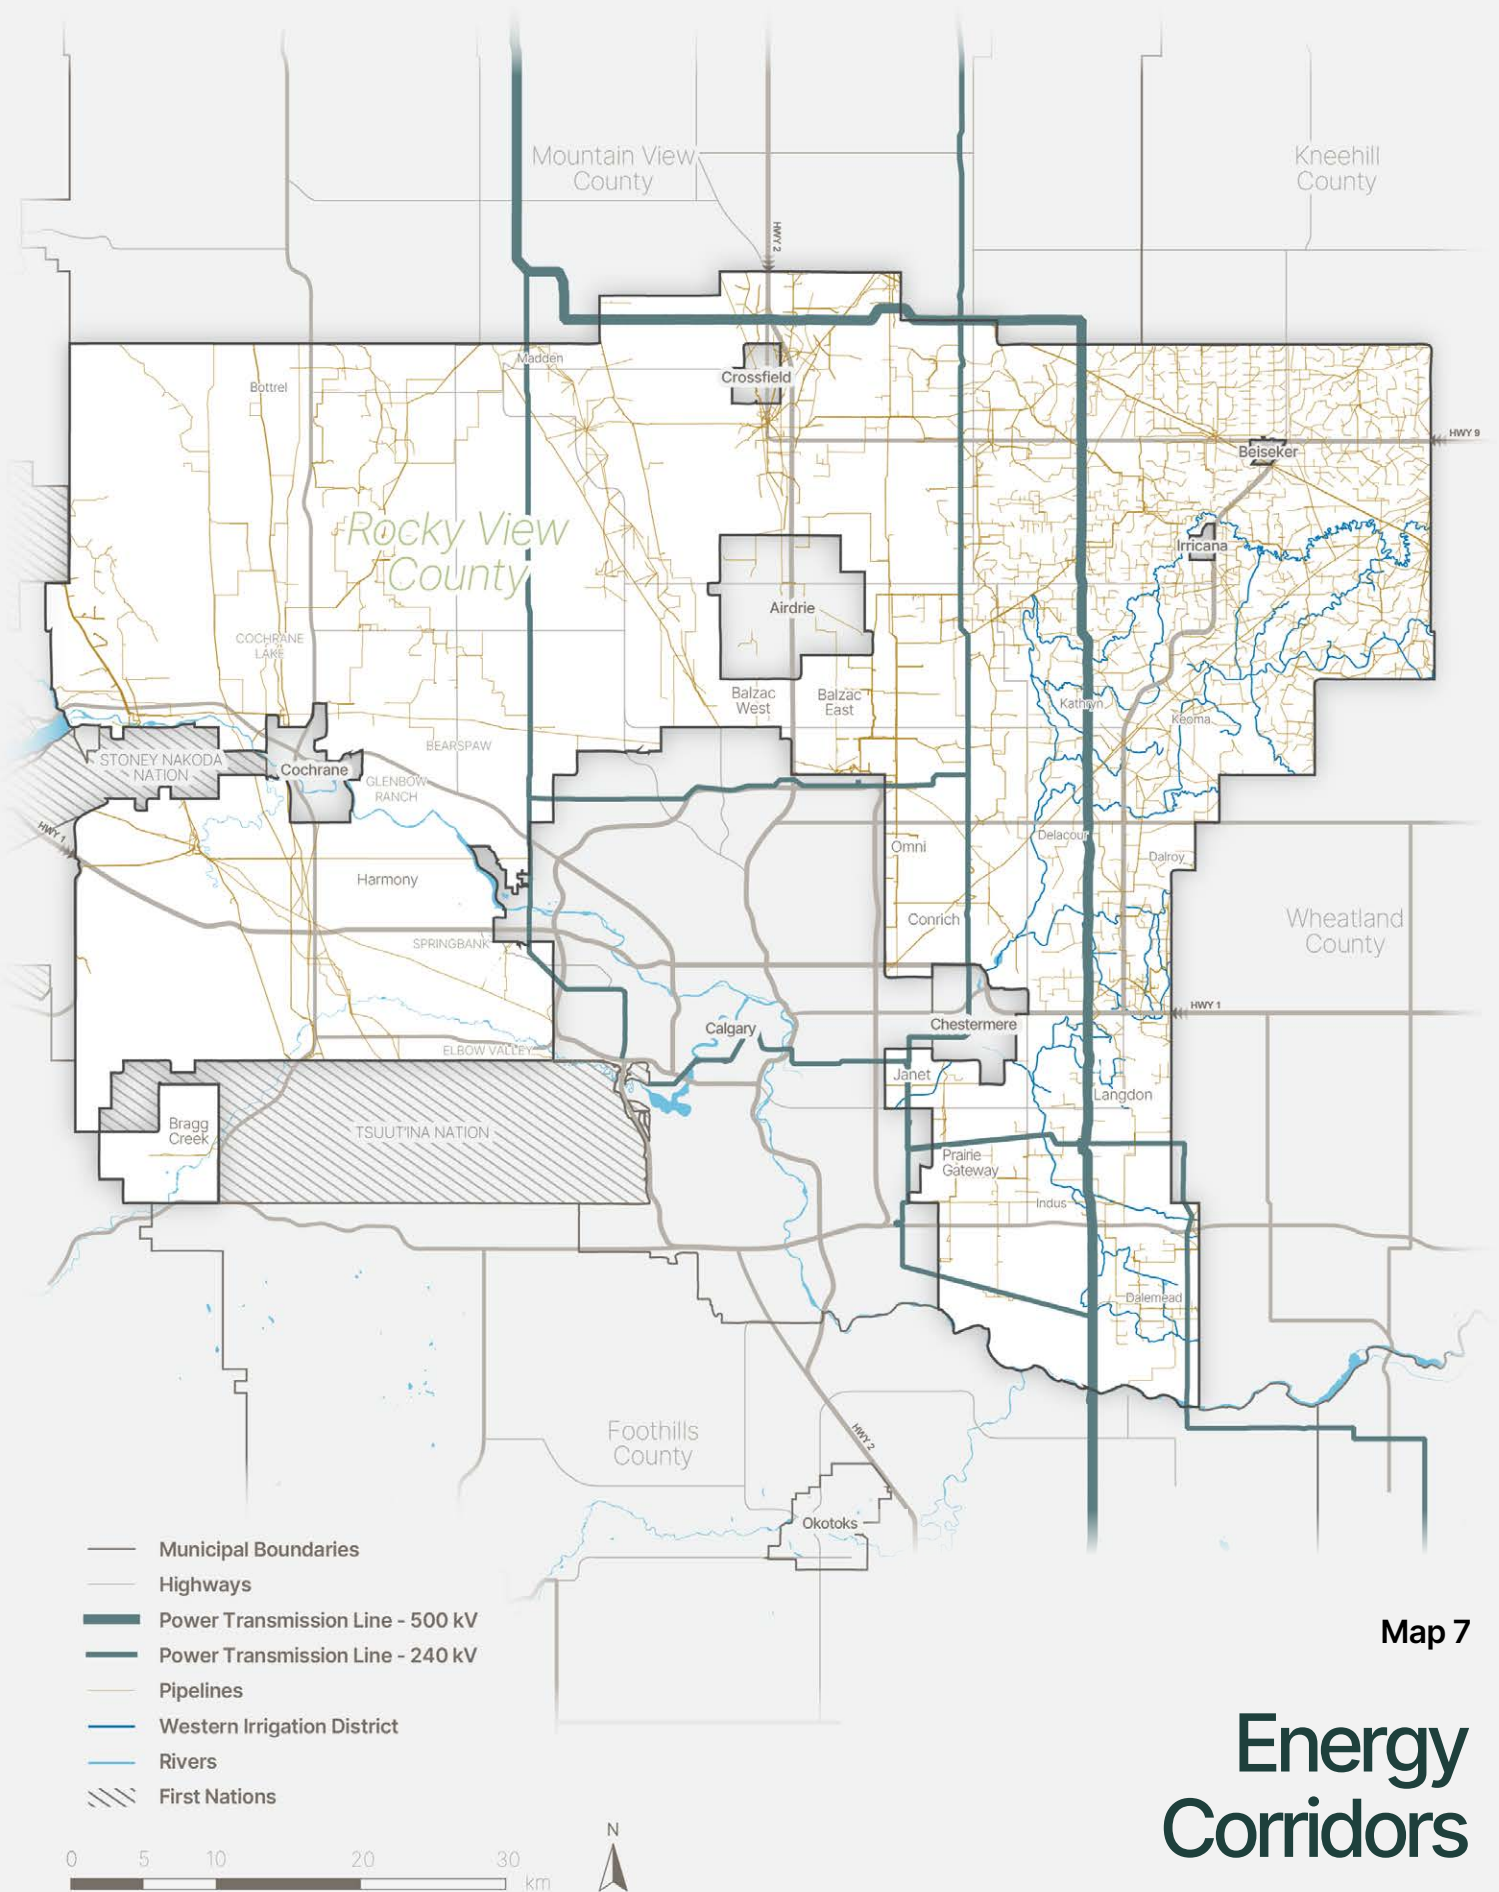 Mountain View
County
Kneehill
County
HWY 2
Madden
Crossfield
Bottrel
HWY 9
Beiseker
Rocky View
County
Irricana
Airdrie
COCHRANE
LAKE
Balzac
West
Balzac
East
Kathryn
Keoma
BEARSPAW
STONEY NAKODA
NATION
Cochrane
GLENBOW
RANCH
HWY 1
Delacour
Omni
Dalroy
Harmony
Conrich
Wheatland
County
SPRINGBANK
HWY 1
Calgary
Chestermere
ELBOW VALLEY
Janet
Langdon
Bragg
Creek
TSUUT'INA NATION
Prairie
Gateway
Indus
Dalemead
Foothills
County
HWY 2
Okotoks
Municipal Boundaries
Highways
Power Transmission Line - 500 kV
Power Transmission Line - 240 kV
Pipelines
Western Irrigation District
Rivers
First Nations
Map 7
Energy
Corridors
N
0 5 10 20 30
km